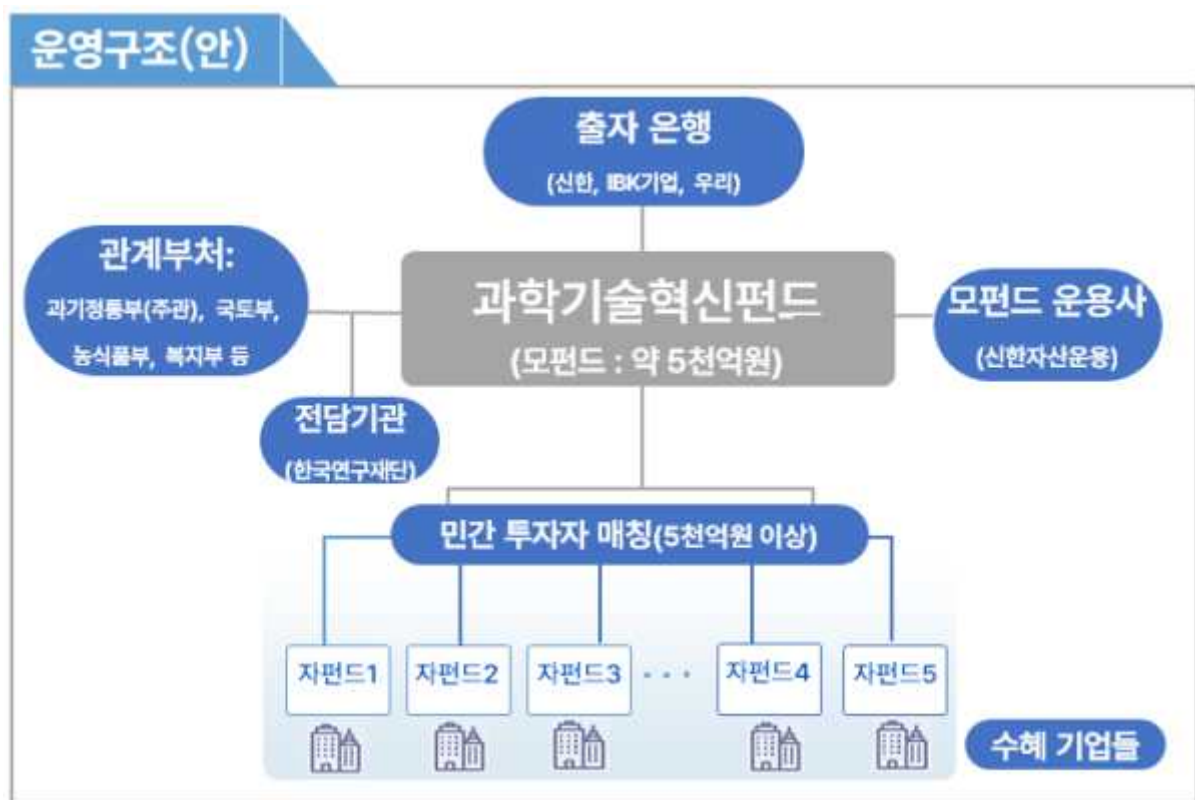 운영구조(안)
출자 은행
(신한, IBK기업, 우리)
관계부처:
과기정통부(주관), 국토부,
농식품부, 복지부 등
과학기술혁신펀드
(모펀드 : 약 5천억원)
모펀드 운용사
(신한자산운용)
전담기관
(한국연구재단)
민간 투자자 매칭(5천억원 이상)
자펀드1
자펀드2
자펀드3
· · ·
자펀드4
자펀드5
수혜 기업들